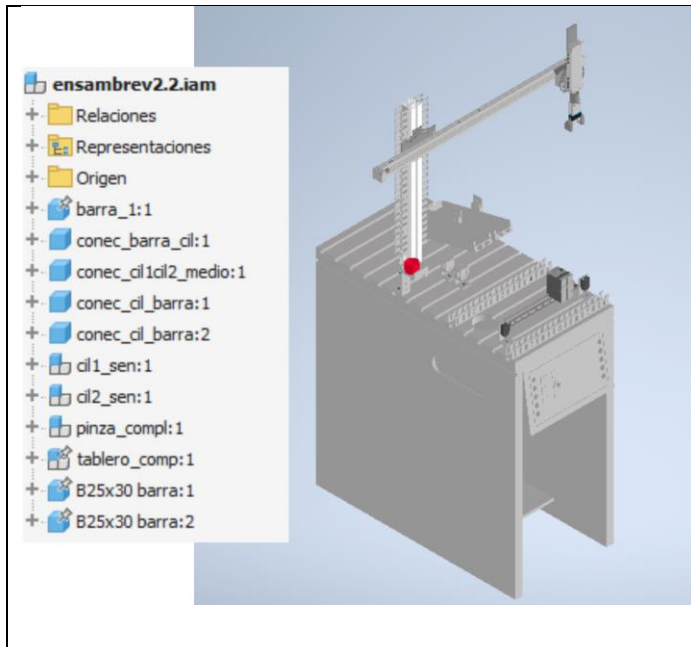 ensambrev2.2.iam
Relaciones
Representaciones
Origen
barra_1:1
conec_barra_cil:1
conec_cil1cil2_medio:1
conec_cil_barra:1
conec_cil_barra:2
cil1_sen:1
cil2_sen:1
pinza_compl:1
tablero_comp:1
B25x30 barra:1
B25x30 barra:2